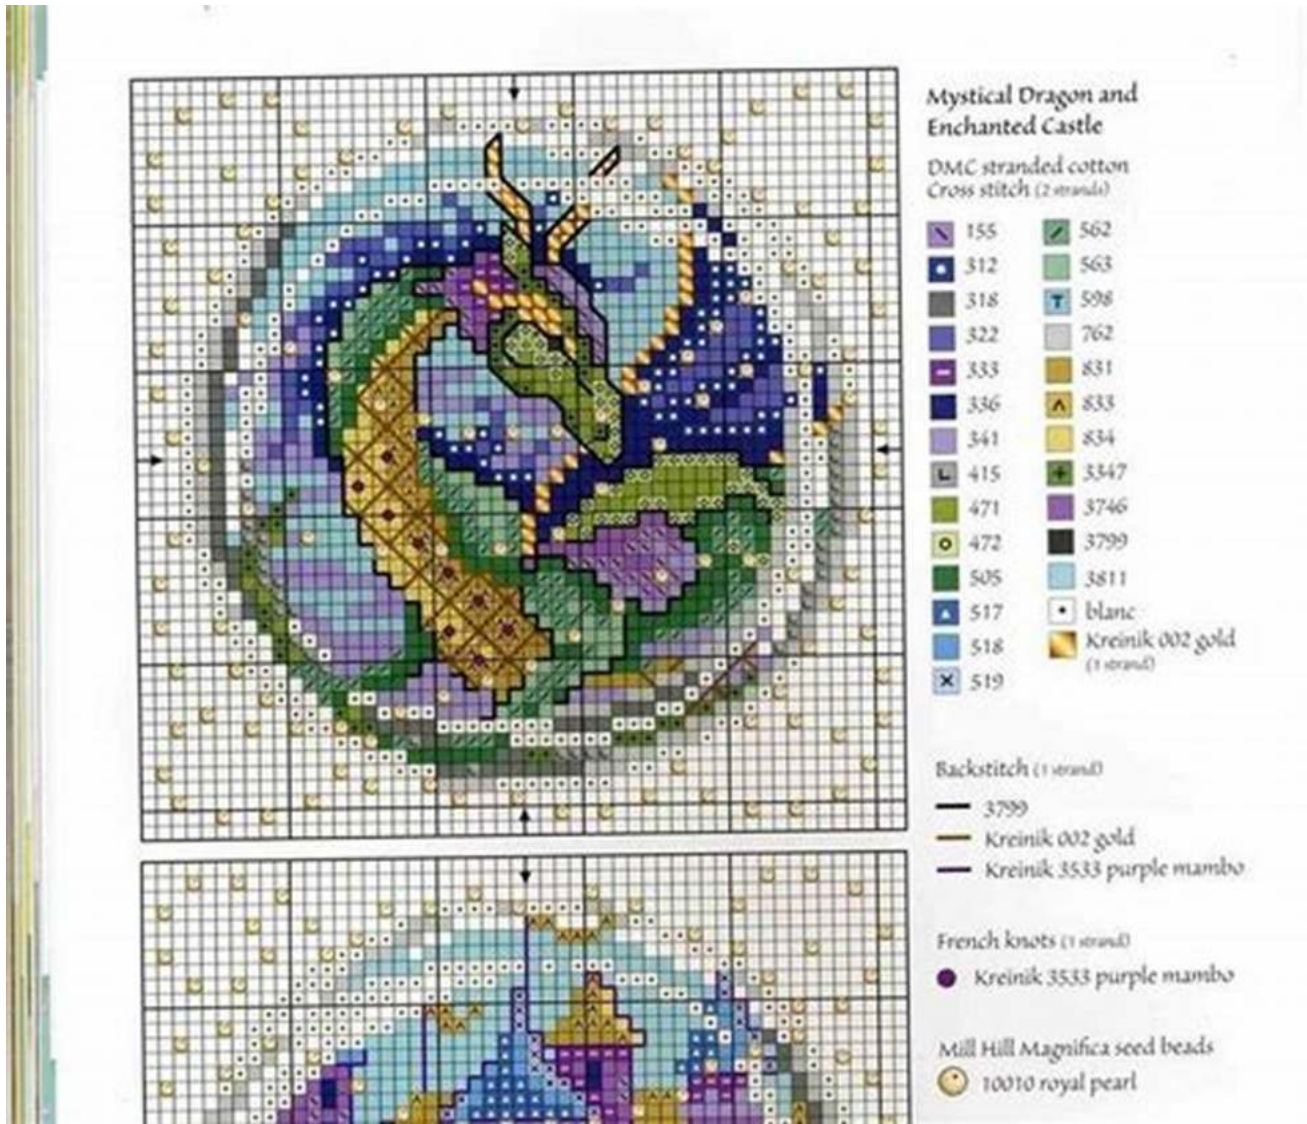 Mystical Dragon and
Enchanted Castle
DMC stranded cotton
Cross stitch (2 strands)
155
312
318
322
333
336
341
415
471
472
505
517
518
519
562
563
598
762
831
833
834
3347
3746
3799
3811
blanc
Kreinik 002 gold
(1 strand)
Backstitch (1 strand)
3799
Kreinik 002 gold
Kreinik 3533 purple mambo
French knots (1 strand)
Kreinik 3533 purple mambo
Mill Hill Magnifica seed beads
10010 royal pearl